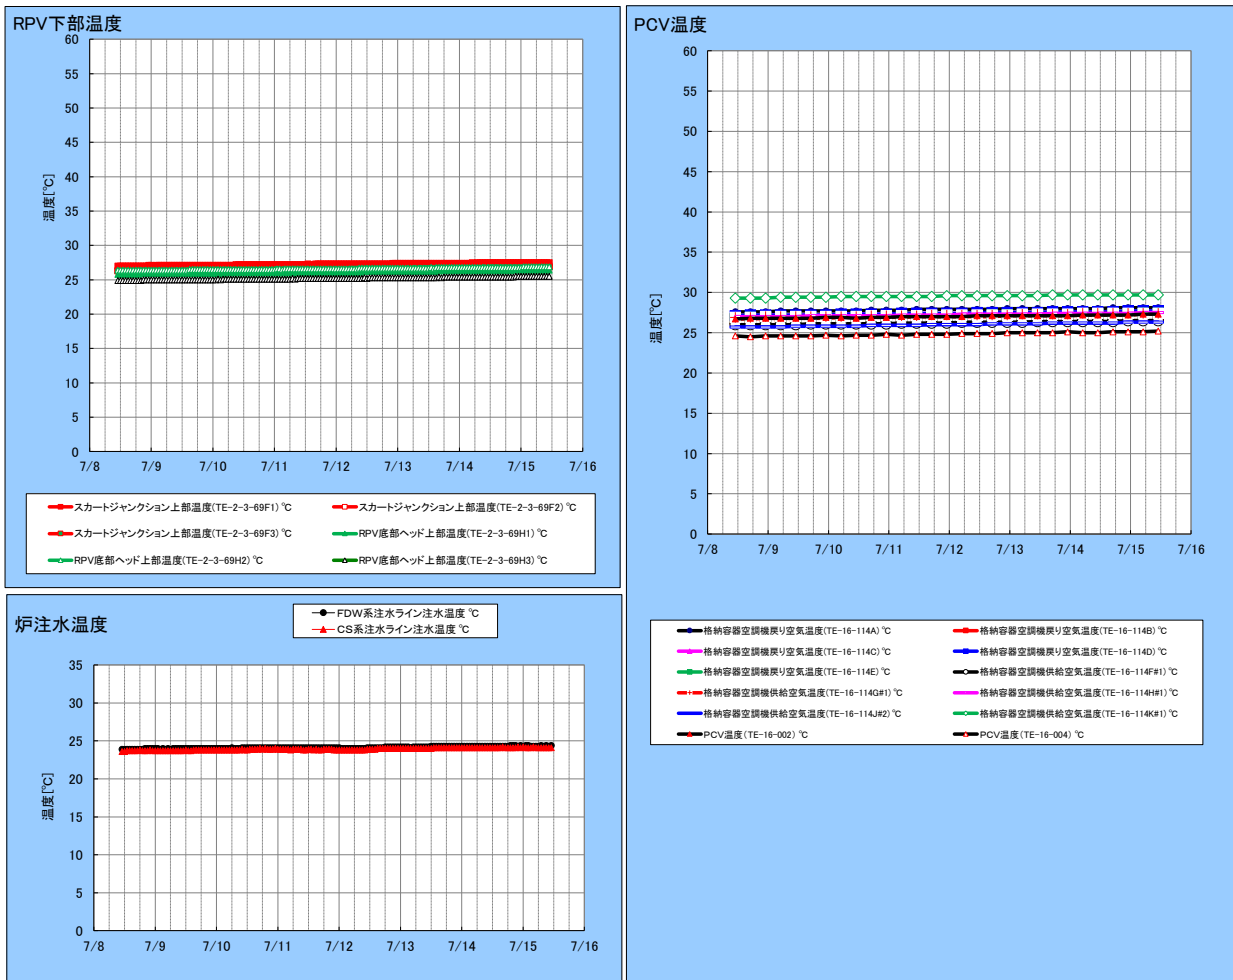 RPV下部温度
60
55
50
45
40
35
30
25
20
15
10
5
0
温度[℃]
7/8 7/9 7/10 7/11 7/12 7/13 7/14 7/15 7/16
スカートジャンクション上部温度(TE-2-3-69F1) ℃ スカートジャンクション上部温度(TE-2-3-69F2) ℃
スカートジャンクション上部温度(TE-2-3-69F3) ℃ RPV底部ヘッド上部温度(TE-2-3-69H1) ℃
RPV底部ヘッド上部温度(TE-2-3-69H2) ℃ RPV底部ヘッド上部温度(TE-2-3-69H3) ℃
炉注水温度
FDW系注水ライン注水温度 ℃
CS系注水ライン注水温度 ℃
35
30
25
20
15
10
5
0
温度[℃]
7/8 7/9 7/10 7/11 7/12 7/13 7/14 7/15 7/16
PCV温度
60
55
50
45
40
35
30
25
20
15
10
5
0
温度[℃]
7/8 7/9 7/10 7/11 7/12 7/13 7/14 7/15 7/16
格納容器空調機戻り空気温度(TE-16-114A) ℃ 格納容器空調機戻り空気温度(TE-16-114B) ℃
格納容器空調機戻り空気温度(TE-16-114C) ℃ 格納容器空調機戻り空気温度(TE-16-114D) ℃
格納容器空調機戻り空気温度(TE-16-114E) ℃ 格納容器空調機供給空気温度(TE-16-114F#1) ℃
格納容器空調機供給空気温度(TE-16-114G#1) ℃ 格納容器空調機供給空気温度(TE-16-114H#1) ℃
格納容器空調機供給空気温度(TE-16-114J#2) ℃ 格納容器空調機供給空気温度(TE-16-114K#1) ℃
PCV温度(TE-16-002) ℃ PCV温度(TE-16-004) ℃